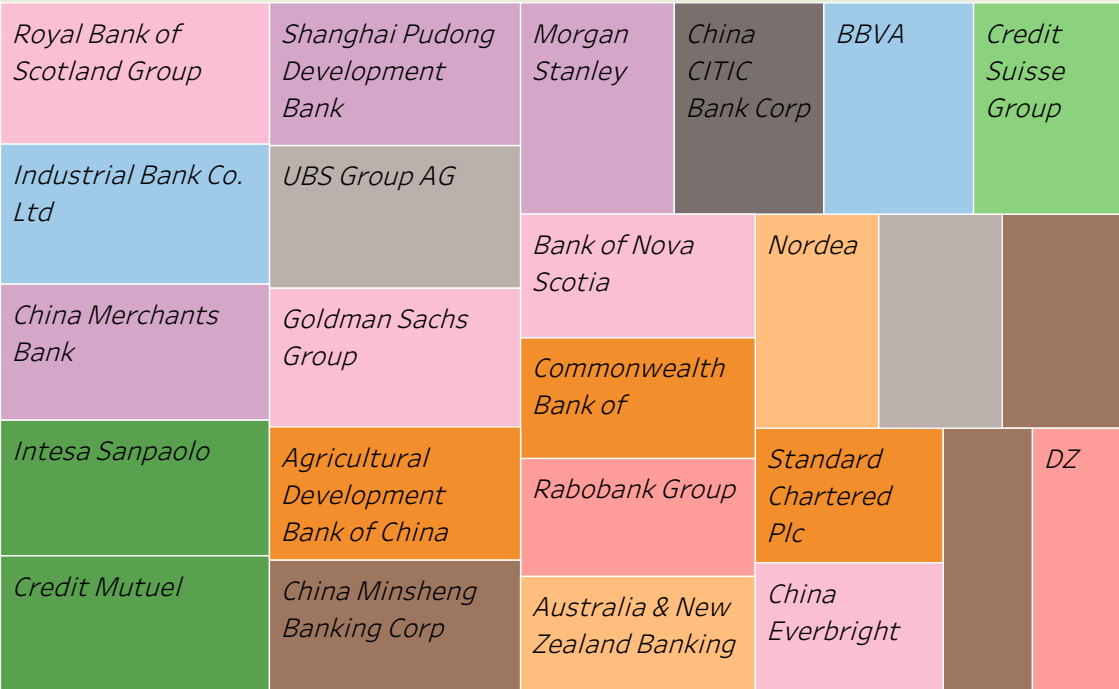 Royal Bank of
Scotland Group
Shanghai Pudong
Development
Bank
Morgan
Stanley
China
CITIC
Bank Corp
BBVA
Credit
Suisse
Group
Industrial Bank Co.
Ltd
UBS Group AG
Bank of Nova
Scotia
Nordea
China Merchants
Bank
Goldman Sachs
Group
Commonwealth
Bank of
Intesa Sanpaolo
Agricultural
Development
Bank of China
Rabobank Group
Standard
Chartered
Plc
DZ
Credit Mutuel
China Minsheng
Banking Corp
Australia & New
Zealand Banking
China
Everbright